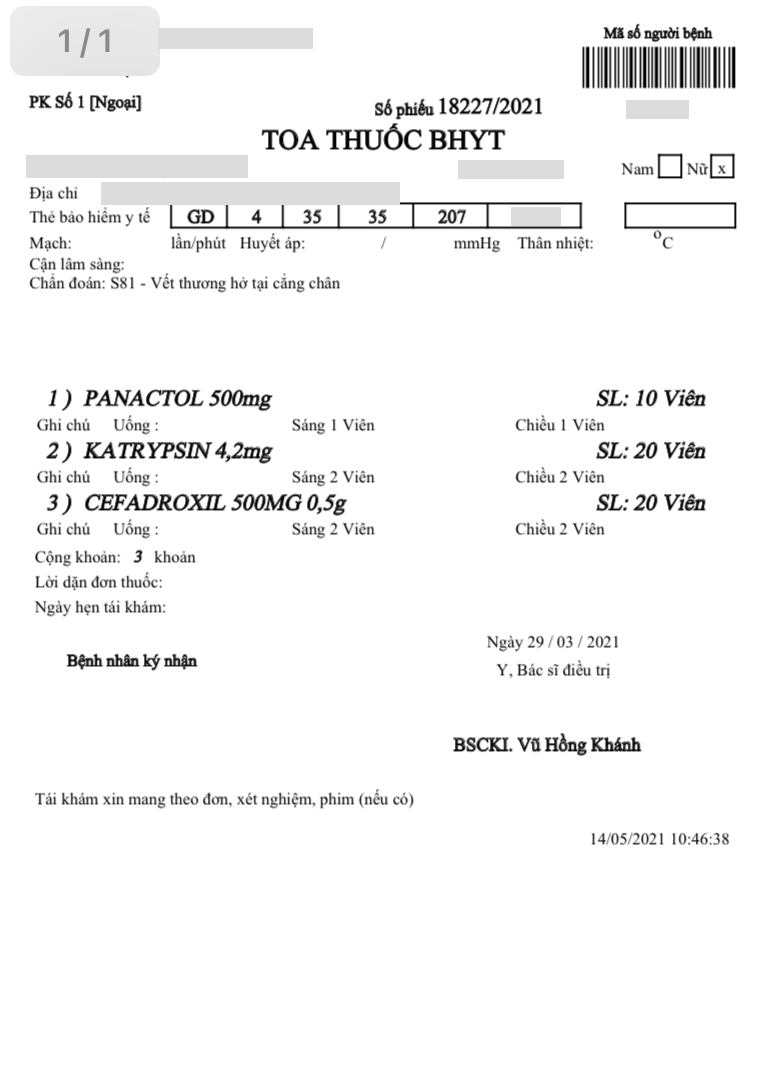 1/1
Mã số người bệnh
PK Số 1 [Ngoại]
Số phiếu 18227/2021
TOA THUỐC BHYT
Nam Nữ x
Địa chỉ
Thẻ bảo hiểm y tế GD 4 35 35 207
Mạch: lần/phút Huyết áp: / mmHg Thân nhiệt: °C
Cận lâm sàng:
Chẩn đoán: S81 - Vết thương hở tại cẳng chân
1 ) PANACTOL 500mg SL: 10 Viên
Ghi chú Uống : Sáng 1 Viên Chiều 1 Viên
2 ) KATRYPSIN 4,2mg SL: 20 Viên
Ghi chú Uống : Sáng 2 Viên Chiều 2 Viên
3 ) CEFADROXIL 500MG 0,5g SL: 20 Viên
Ghi chú Uống : Sáng 2 Viên Chiều 2 Viên
Cộng khoản: 3 khoản
Lời dặn đơn thuốc:
Ngày hẹn tái khám:
Ngày 29 / 03 / 2021
Bệnh nhân ký nhận
Y, Bác sĩ điều trị
BSCKI. Vũ Hồng Khánh
Tái khám xin mang theo đơn, xét nghiệm, phim (nếu có)
14/05/2021 10:46:38